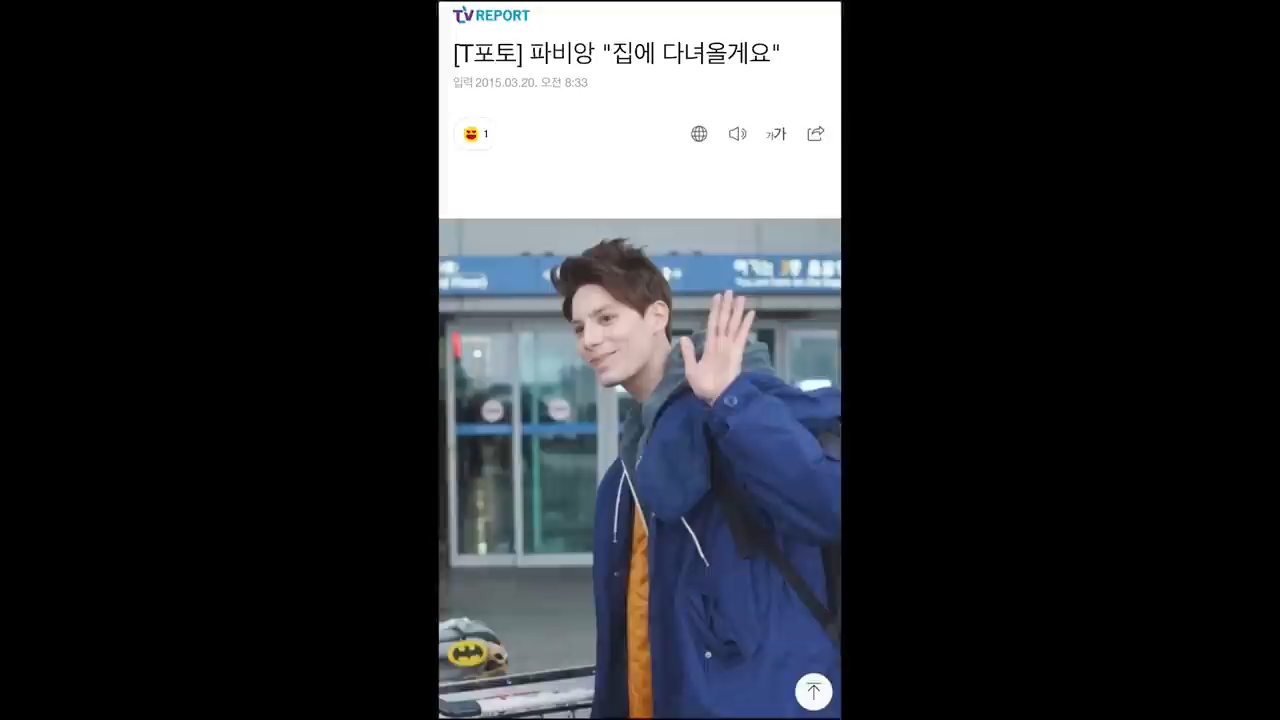 TV REPORT
[T포토] 파비앙 "집에 다녀올게요"
입력 2015.03.20. 오전 8:33
1
가가